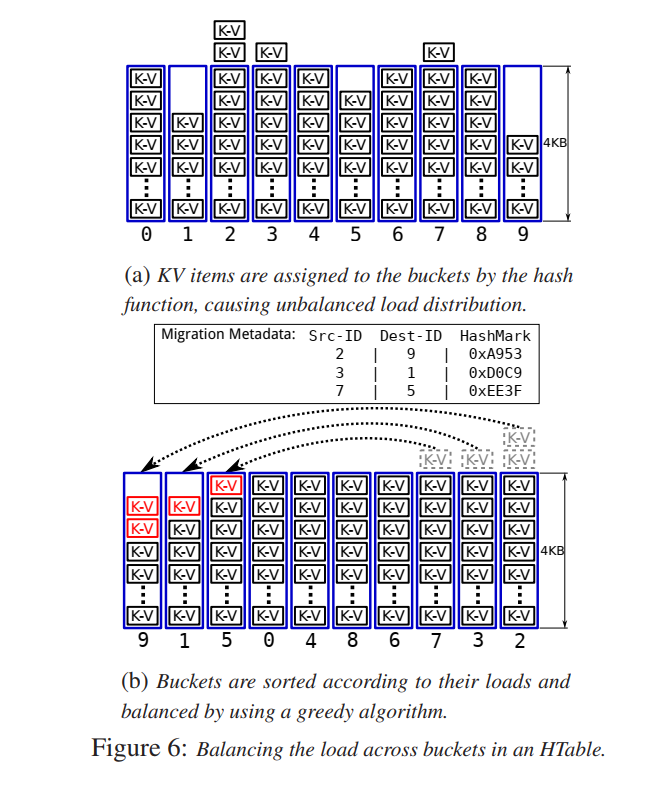 K-V
K-V K-V K-V
K-V K-V K-V K-V K-V K-V K-V
K-V K-V K-V K-V K-V K-V K-V K-V
K-V K-V K-V K-V K-V K-V K-V K-V K-V
K-V K-V K-V K-V K-V K-V K-V K-V K-V K-V 4KB
K-V K-V K-V K-V K-V K-V K-V K-V K-V K-V
K-V K-V K-V K-V K-V K-V K-V K-V K-V K-V
0 1 2 3 4 5 6 7 8 9
(a) KV items are assigned to the buckets by the hash
function, causing unbalanced load distribution.
Migration Metadata: Src-ID Dest-ID HashMark
2 | 9 | 0xA953
3 | 1 | 0xD0C9
7 | 5 | 0xEE3F
K-V
K-V K-V K-V
K-V K-V K-V K-V K-V K-V K-V K-V
K-V K-V K-V K-V K-V K-V K-V K-V K-V K-V
K-V K-V K-V K-V K-V K-V K-V K-V K-V K-V
K-V K-V K-V K-V K-V K-V K-V K-V K-V K-V 4KB
K-V K-V K-V K-V K-V K-V K-V K-V K-V K-V
K-V K-V K-V K-V K-V K-V K-V K-V K-V K-V
9 1 5 0 4 8 6 7 3 2
(b) Buckets are sorted according to their loads and
balanced by using a greedy algorithm.
Figure 6: Balancing the load across buckets in an HTable.